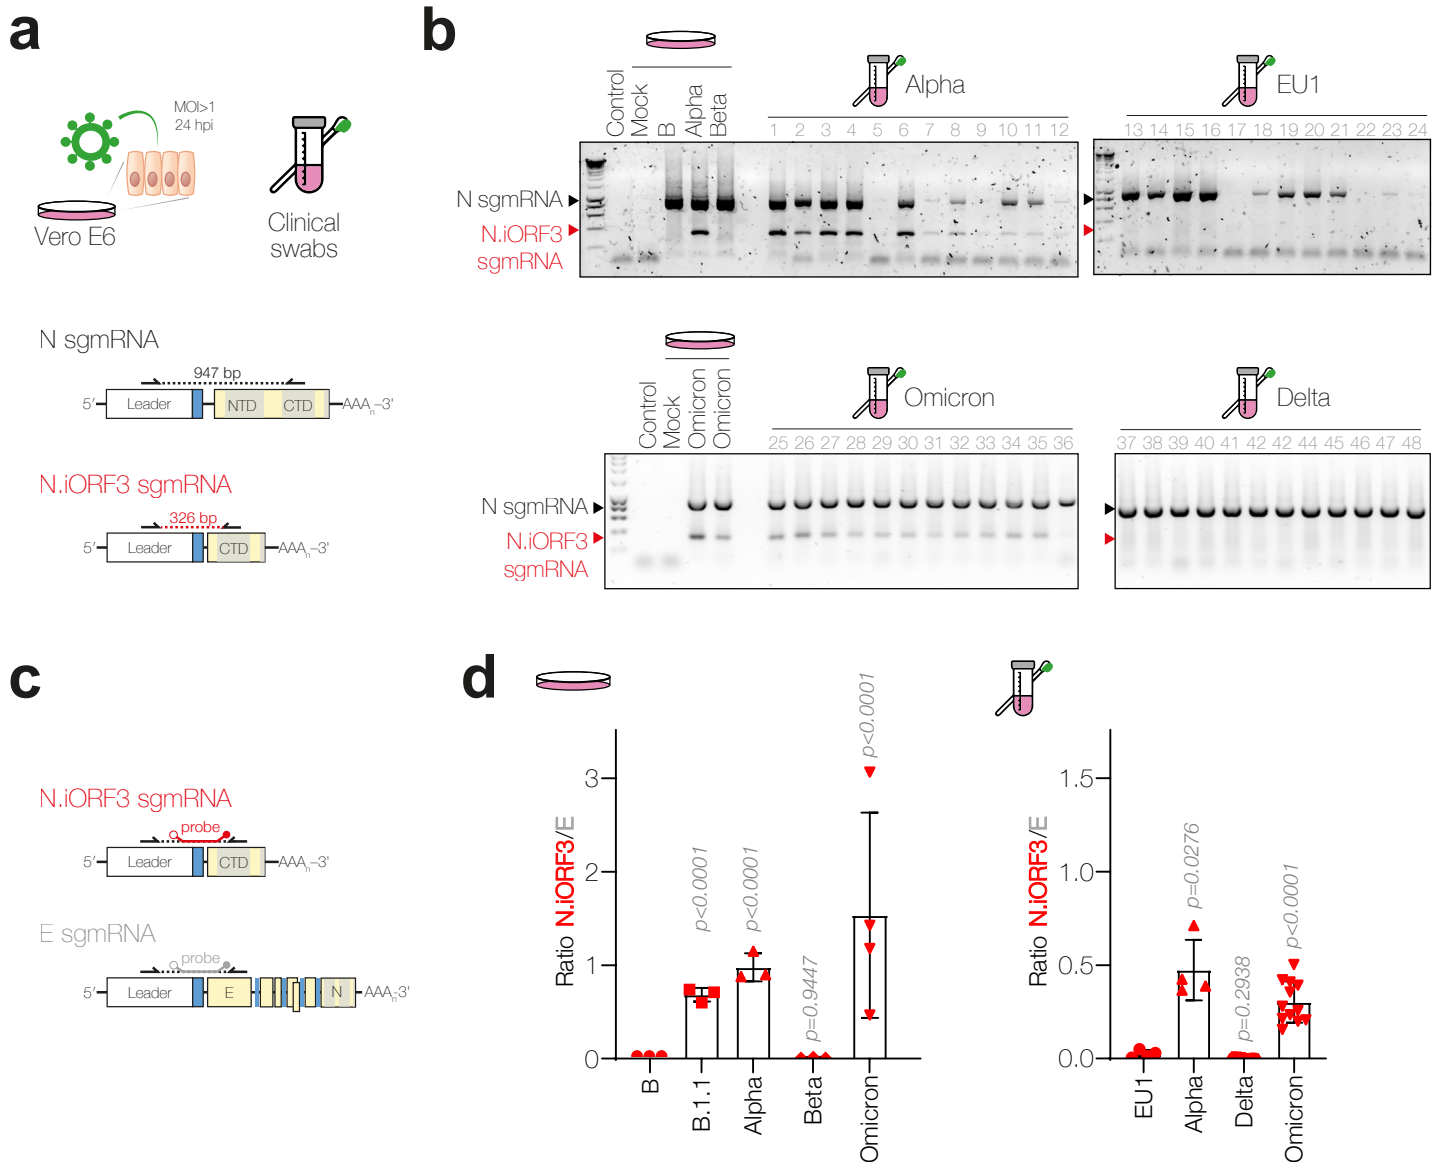 a
MOI>1
24 hpi
Vero E6
Clinical
swabs
N sgmRNA
947 bp
5′
Leader
NTD
CTD
AAAn–3'
N.iORF3 sgmRNA
326 bp
5′
Leader
CTD
AAAn–3'
b
Control
Mock
B
Alpha
Beta
Alpha
1 2 3 4 5 6 7 8 9 10 11 12
EU1
13 14 15 16 17 18 19 20 21 22 23 24
N sgmRNA
N.iORF3
sgmRNA
Control
Mock
Omicron
Omicron
Omicron
25 26 27 28 29 30 31 32 33 34 35 36
Delta
37 38 39 40 41 42 42 44 45 46 47 48
N sgmRNA
N.iORF3
sgmRNA
c
N.iORF3 sgmRNA
probe
5′
Leader
CTD
AAAn–3'
E sgmRNA
probe
5′
Leader
E
N
AAAn-3'
d
Ratio N.iORF3/E
3
2
1
0
p<0.0001
p<0.0001
p=0.9447
p<0.0001
B
B.1.1
Alpha
Beta
Omicron
Ratio N.iORF3/E
1.5
1.0
0.5
0.0
p=0.0276
p=0.2938
p<0.0001
EU1
Alpha
Delta
Omicron